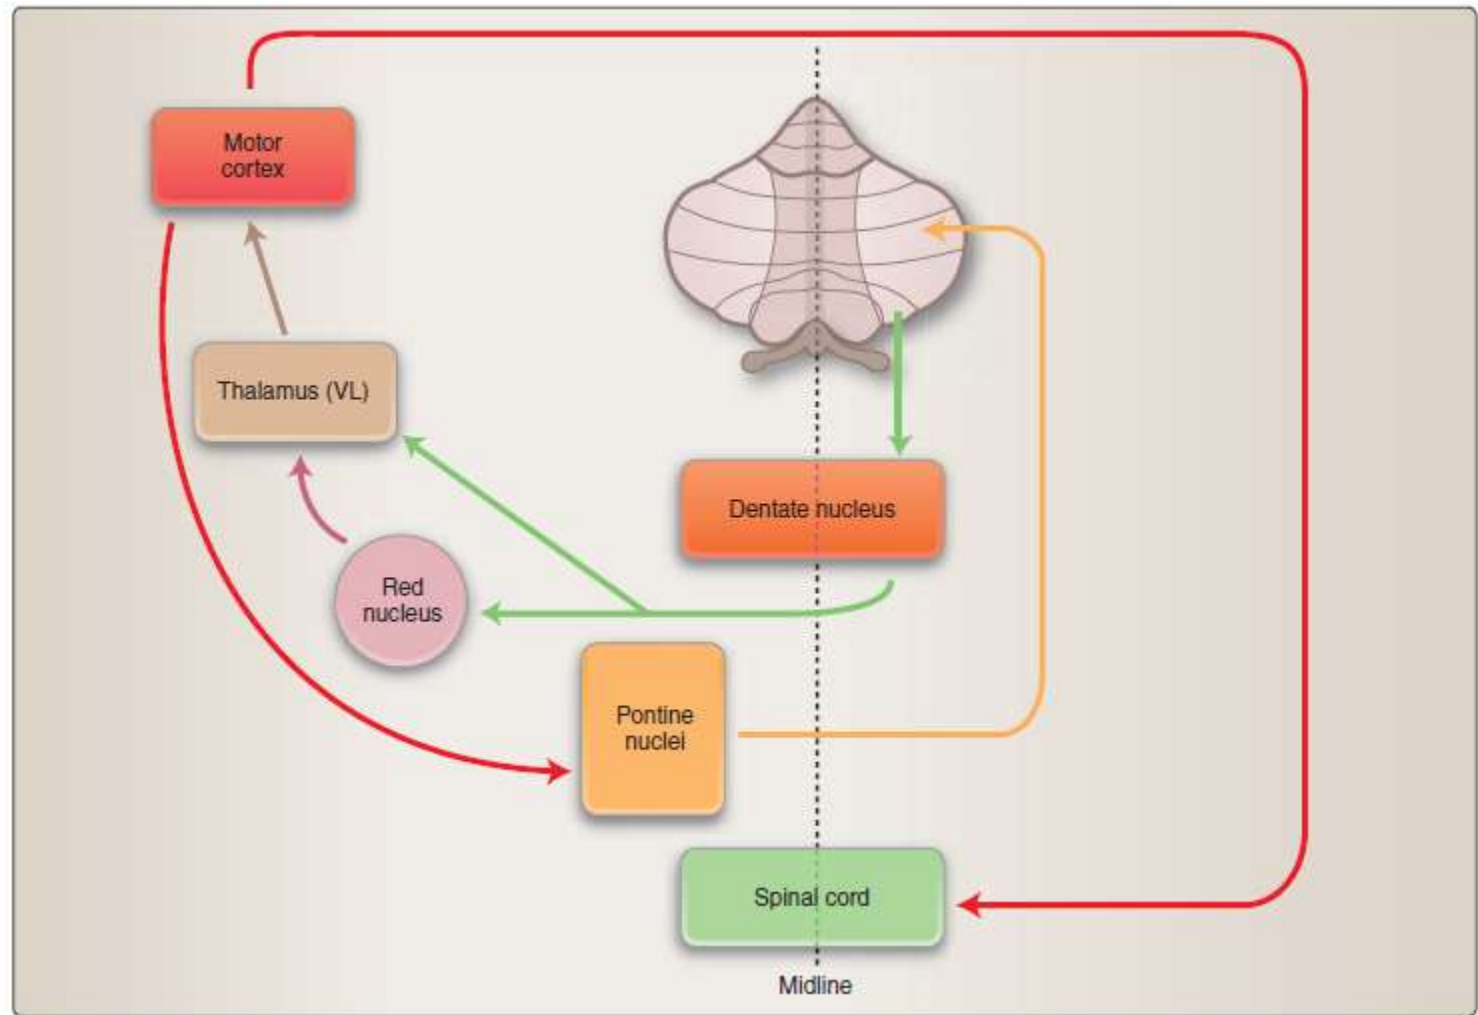 Motor
cortex
Thalamus (VL)
Dentate nucleus
Red
nucleus
Pontine
nuclei
Spinal cord
Midline